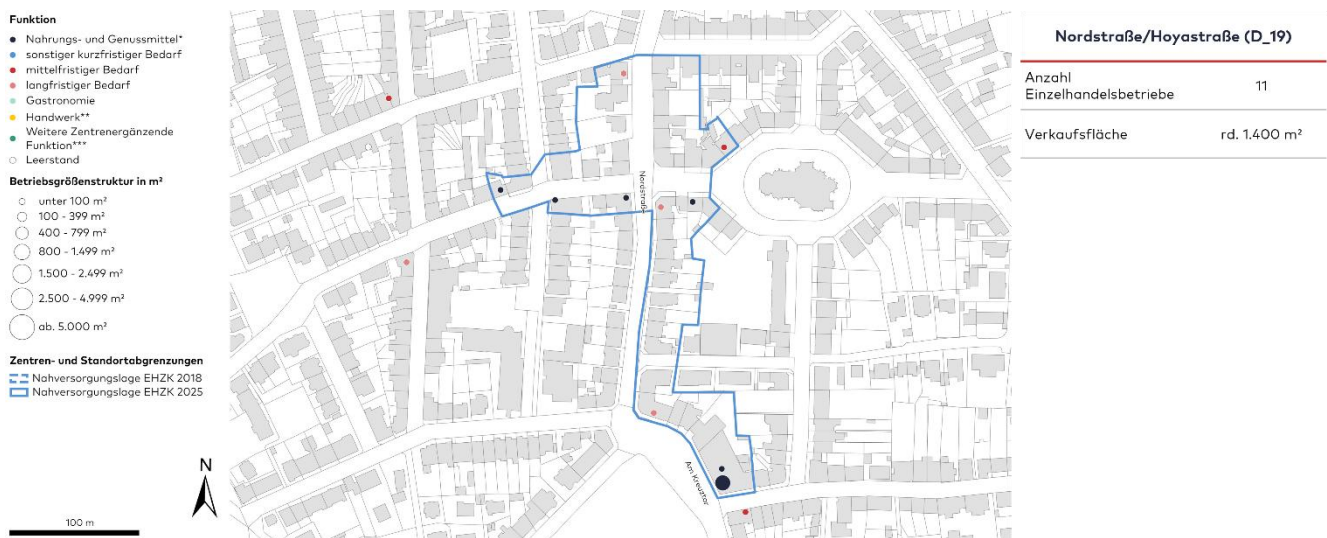 Funktion
Nahrungs- und Genussmittel*
sonstiger kurzfristiger Bedarf
mittelfristiger Bedarf
langfristiger Bedarf
Gastronomie
Handwerk**
Weitere Zentrenergänzende
Funktion***
Leerstand
Betriebsgrößenstruktur in m²
unter 100 m²
100 - 399 m²
400 - 799 m²
800 - 1.499 m²
1.500 - 2.499 m²
2.500 - 4.999 m²
ab. 5.000 m²
Zentren- und Standortabgrenzungen
Nahversorgungslage EHZK 2018
Nahversorgungslage EHZK 2025
N
100 m
Nordstraße
Am Kreuztor
Nordstraße/Hoyastraße (D_19)
Anzahl
Einzelhandelsbetriebe 11
Verkaufsfläche rd. 1.400 m²